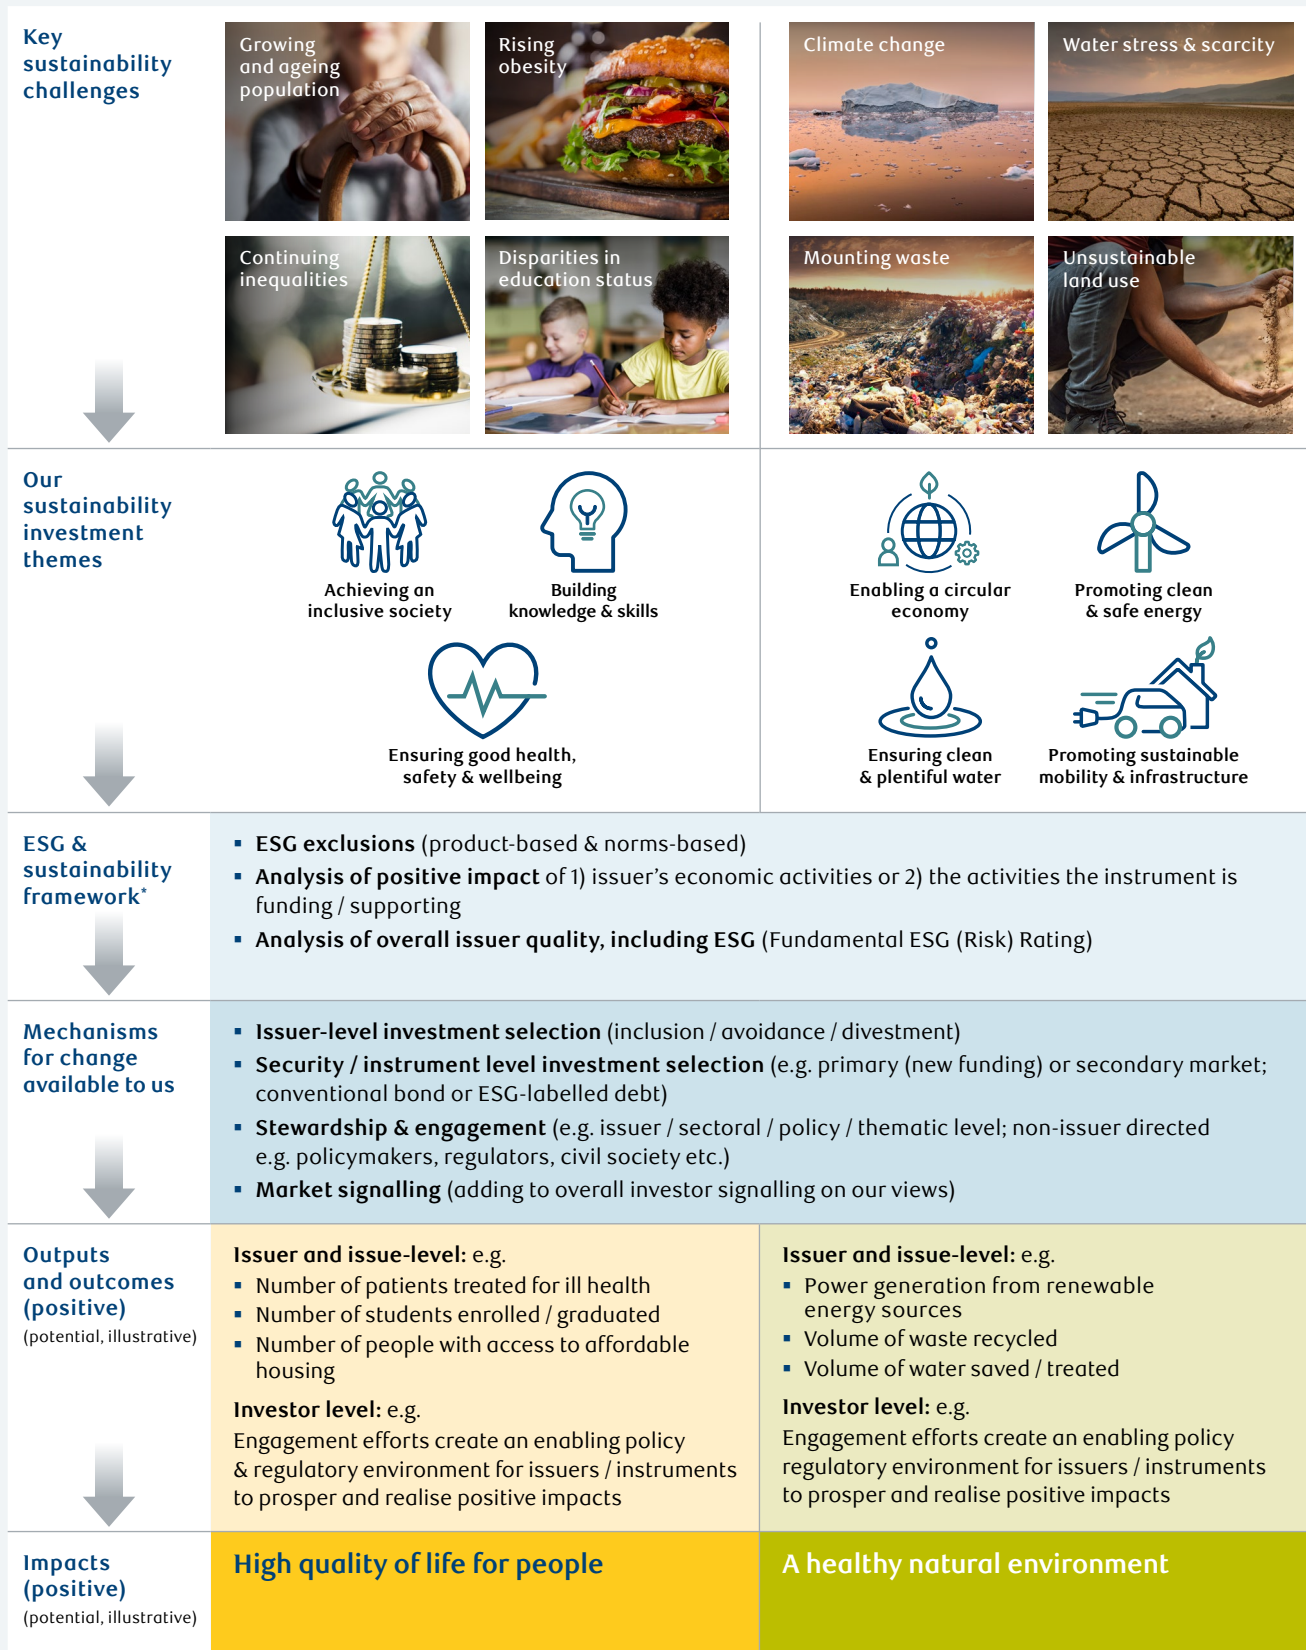 Key
sustainability
challenges
Growing
and ageing
population
Rising
obesity
Climate change
Water stress & scarcity
Continuing
inequalities
Disparities in
education status
Mounting waste
Unsustainable
land use
Our
sustainability
investment
themes
Achieving an
inclusive society
Building
knowledge & skills
Enabling a circular
economy
Promoting clean
& safe energy
Ensuring good health,
safety & wellbeing
Ensuring clean
& plentiful water
Promoting sustainable
mobility & infrastructure
ESG &
sustainability
framework*
▪ ESG exclusions (product-based & norms-based)
▪ Analysis of positive impact of 1) issuer’s economic activities or 2) the activities the instrument is
funding / supporting
▪ Analysis of overall issuer quality, including ESG (Fundamental ESG (Risk) Rating)
Mechanisms
for change
available to us
▪ Issuer-level investment selection (inclusion / avoidance / divestment)
▪ Security / instrument level investment selection (e.g. primary (new funding) or secondary market;
conventional bond or ESG-labelled debt)
▪ Stewardship & engagement (e.g. issuer / sectoral / policy / thematic level; non-issuer directed
e.g. policymakers, regulators, civil society etc.)
▪ Market signalling (adding to overall investor signalling on our views)
Outputs
and outcomes
(positive)
(potential, illustrative)
Issuer and issue-level: e.g.
▪ Number of patients treated for ill health
▪ Number of students enrolled / graduated
▪ Number of people with access to affordable
housing
Investor level: e.g.
Engagement efforts create an enabling policy
& regulatory environment for issuers / instruments
to prosper and realise positive impacts
Issuer and issue-level: e.g.
▪ Power generation from renewable
energy sources
▪ Volume of waste recycled
▪ Volume of water saved / treated
Investor level: e.g.
Engagement efforts create an enabling policy
regulatory environment for issuers / instruments
to prosper and realise positive impacts
Impacts
(positive)
(potential, illustrative)
High quality of life for people
A healthy natural environment